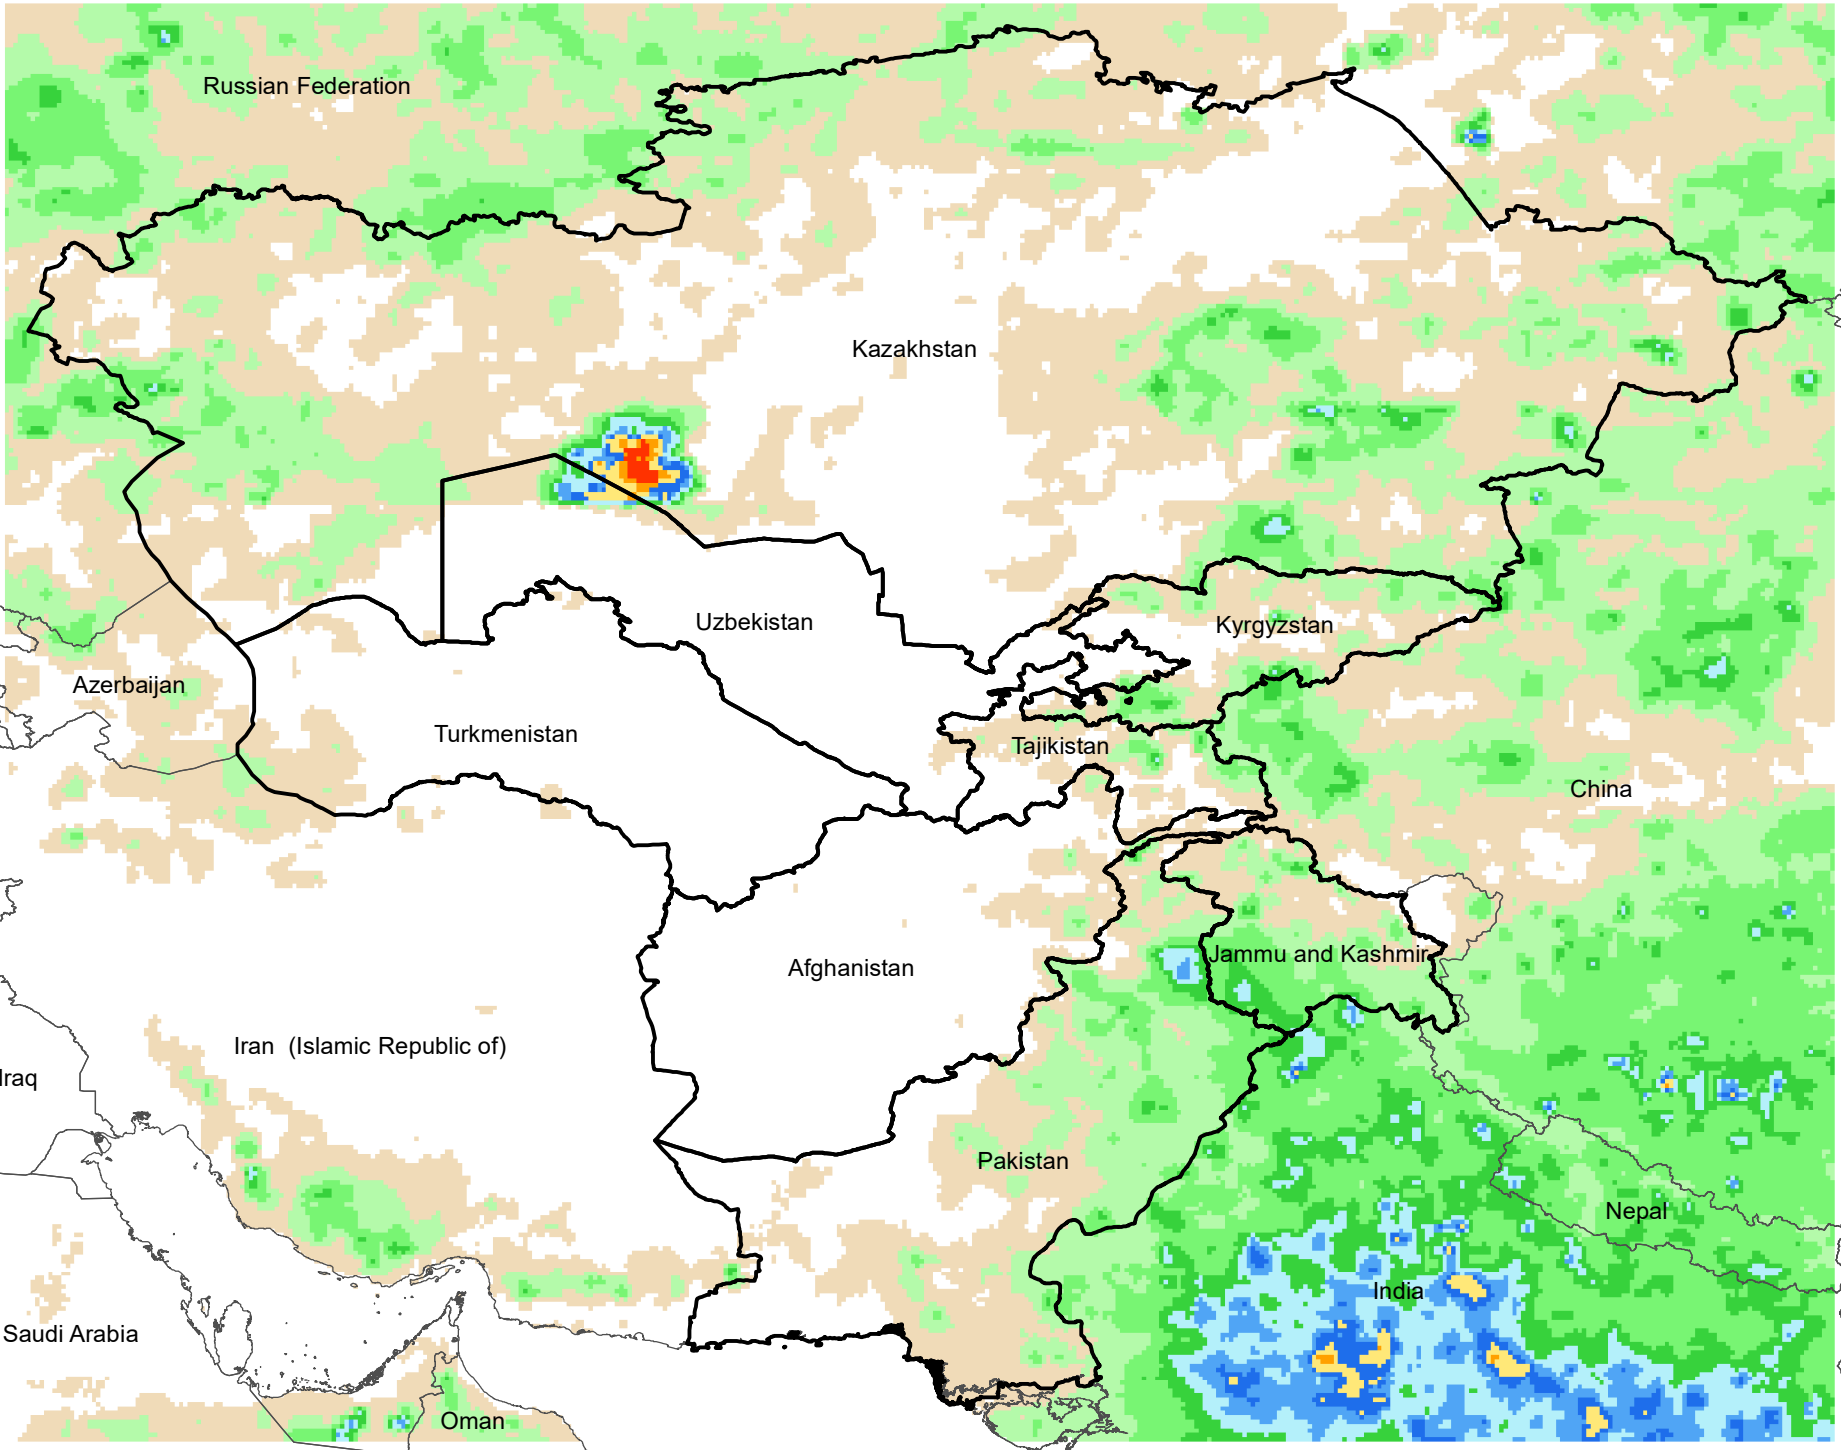 Russian Federation
Kazakhstan
Uzbekistan
Kyrgyzstan
Azerbaijan
Turkmenistan
Tajikistan
China
Jammu and Kashmir
Afghanistan
Iran  (Islamic Republic of)
Iraq
Pakistan
Nepal
India
Saudi Arabia
Oman